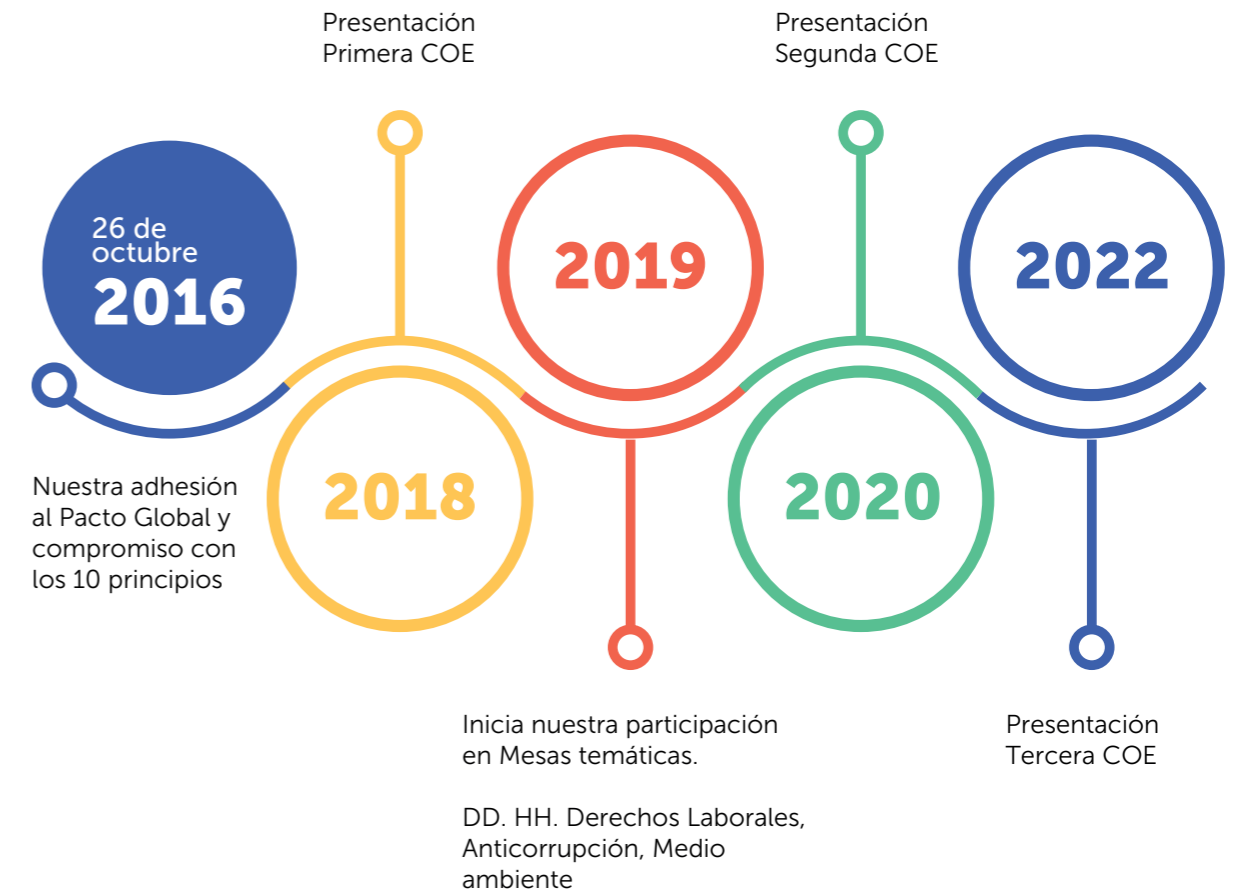 Presentación
Primera COE
Presentación
Segunda COE
26 de
octubre
2016
2019
2022
Nuestra adhesión
al Pacto Global y
compromiso con
los 10 principios
2018
2020
Inicia nuestra participación
en Mesas temáticas.
DD. HH. Derechos Laborales,
Anticorrupción, Medio
ambiente
Presentación
Tercera COE